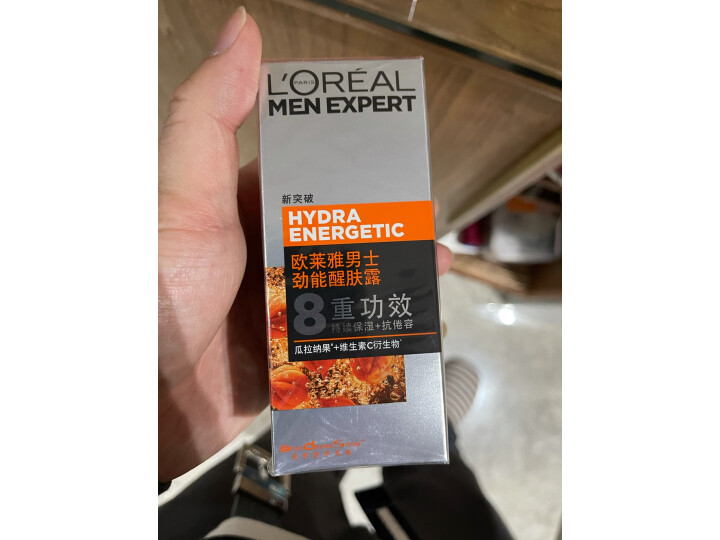 L'ORÉAL
PARIS
MEN EXPERT
新突破
HYDRA
ENERGETIC
欧莱雅男士
劲能醒肤露
8重功效
持续保湿+抗倦容
瓜拉纳果*+维生素C衍生物*